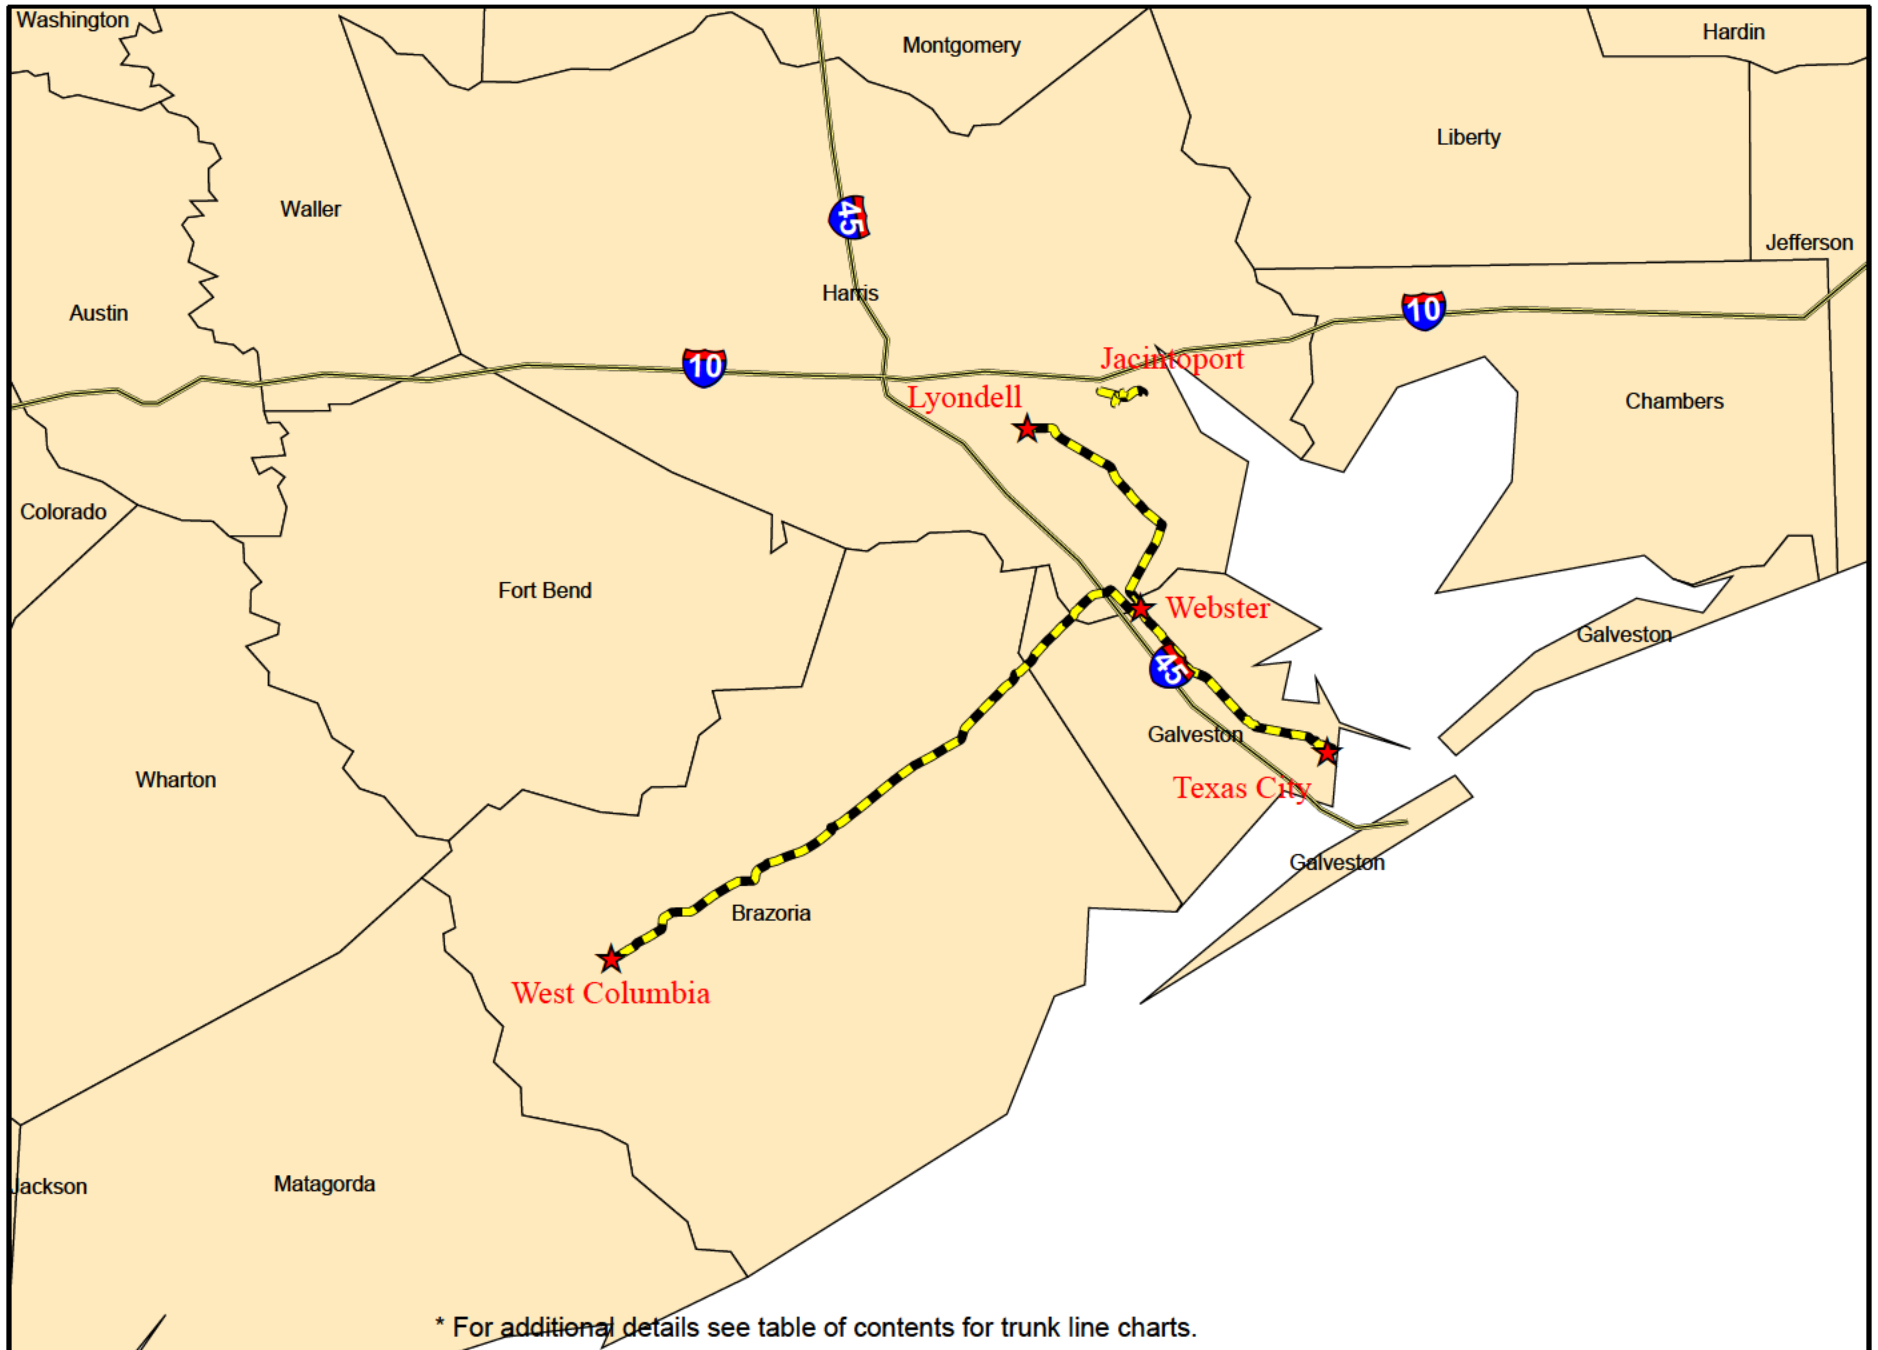 Washington
Montgomery
Hardin
Liberty
Waller
45
Jefferson
Harris
Austin
10
10
Jacintoport
Lyondell
Chambers
Colorado
Fort Bend
Webster
Galveston
45
Galveston
Wharton
Texas City
Galveston
Brazoria
West Columbia
Jackson
Matagorda
* For additional details see table of contents for trunk line charts.